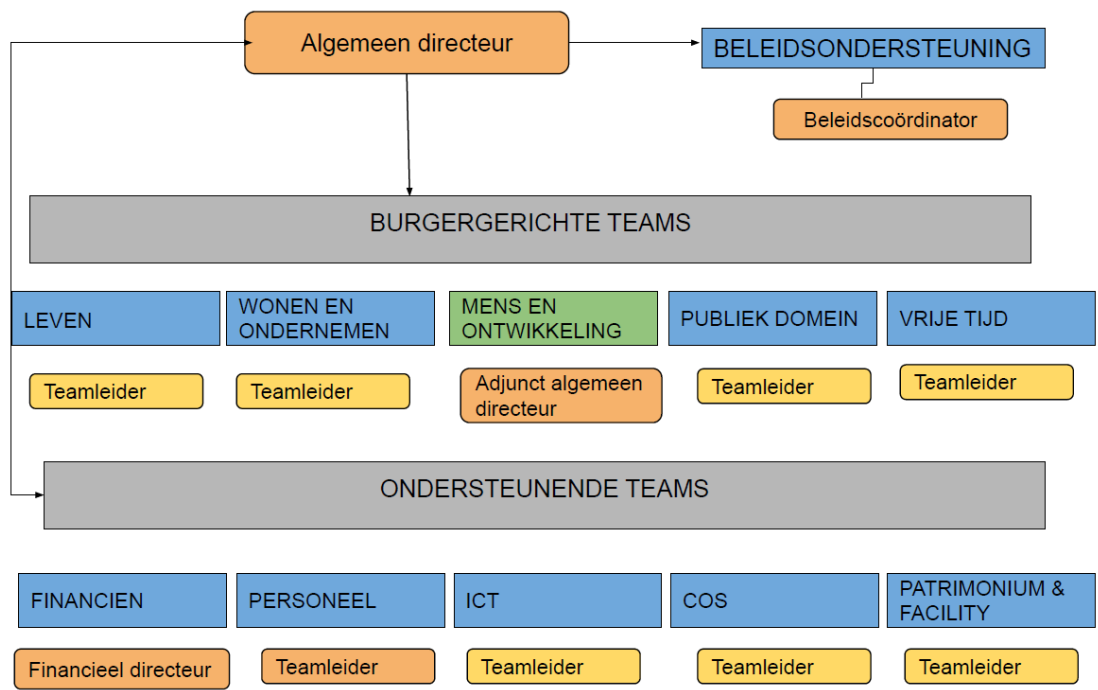 Algemeen directeur
BELEIDSONDERSTEUNING
Beleidscoördinator
BURGERGERICHTE TEAMS
LEVEN
WONEN EN
ONDERNEMEN
MENS EN
ONTWIKKELING
PUBLIEK DOMEIN
VRIJE TIJD
Teamleider
Teamleider
Adjunct algemeen
directeur
Teamleider
Teamleider
ONDERSTEUNENDE TEAMS
FINANCIEN
PERSONEEL
ICT
COS
PATRIMONIUM &
FACILITY
Financieel directeur
Teamleider
Teamleider
Teamleider
Teamleider